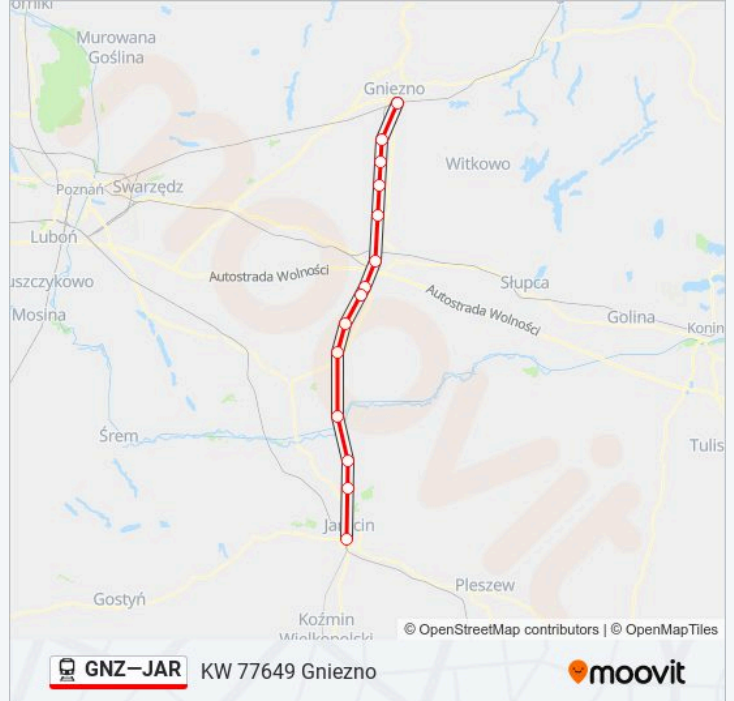 orniki
Murowana
Goślina
Gniezno
Witkowo
Poznań
Swarzędz
Luboń
uszczykowo
Mosina
Autostrada Wolności
Słupca
Autostrada Wolności
Golina
Konin
Śrem
Tulis
Jarocin
Gostyń
Pleszew
Koźmin
Wielkopolski
© OpenStreetMap contributors | © OpenMapTiles
moovit
GNZ—JAR
KW 77649 Gniezno
moovit